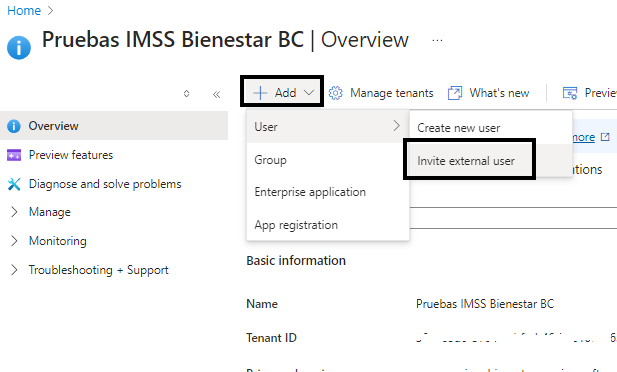 Home >
Pruebas IMSS Bienestar BC | Overview ...
+ Add Manage tenants What's new Previe
Overview
Preview features
Diagnose and solve problems
Manage
Monitoring
Troubleshooting + Support
User
Group
Enterprise application
App registration
Create new user
Invite external user
more
Basic information
Name Pruebas IMSS Bienestar BC
Tenant ID